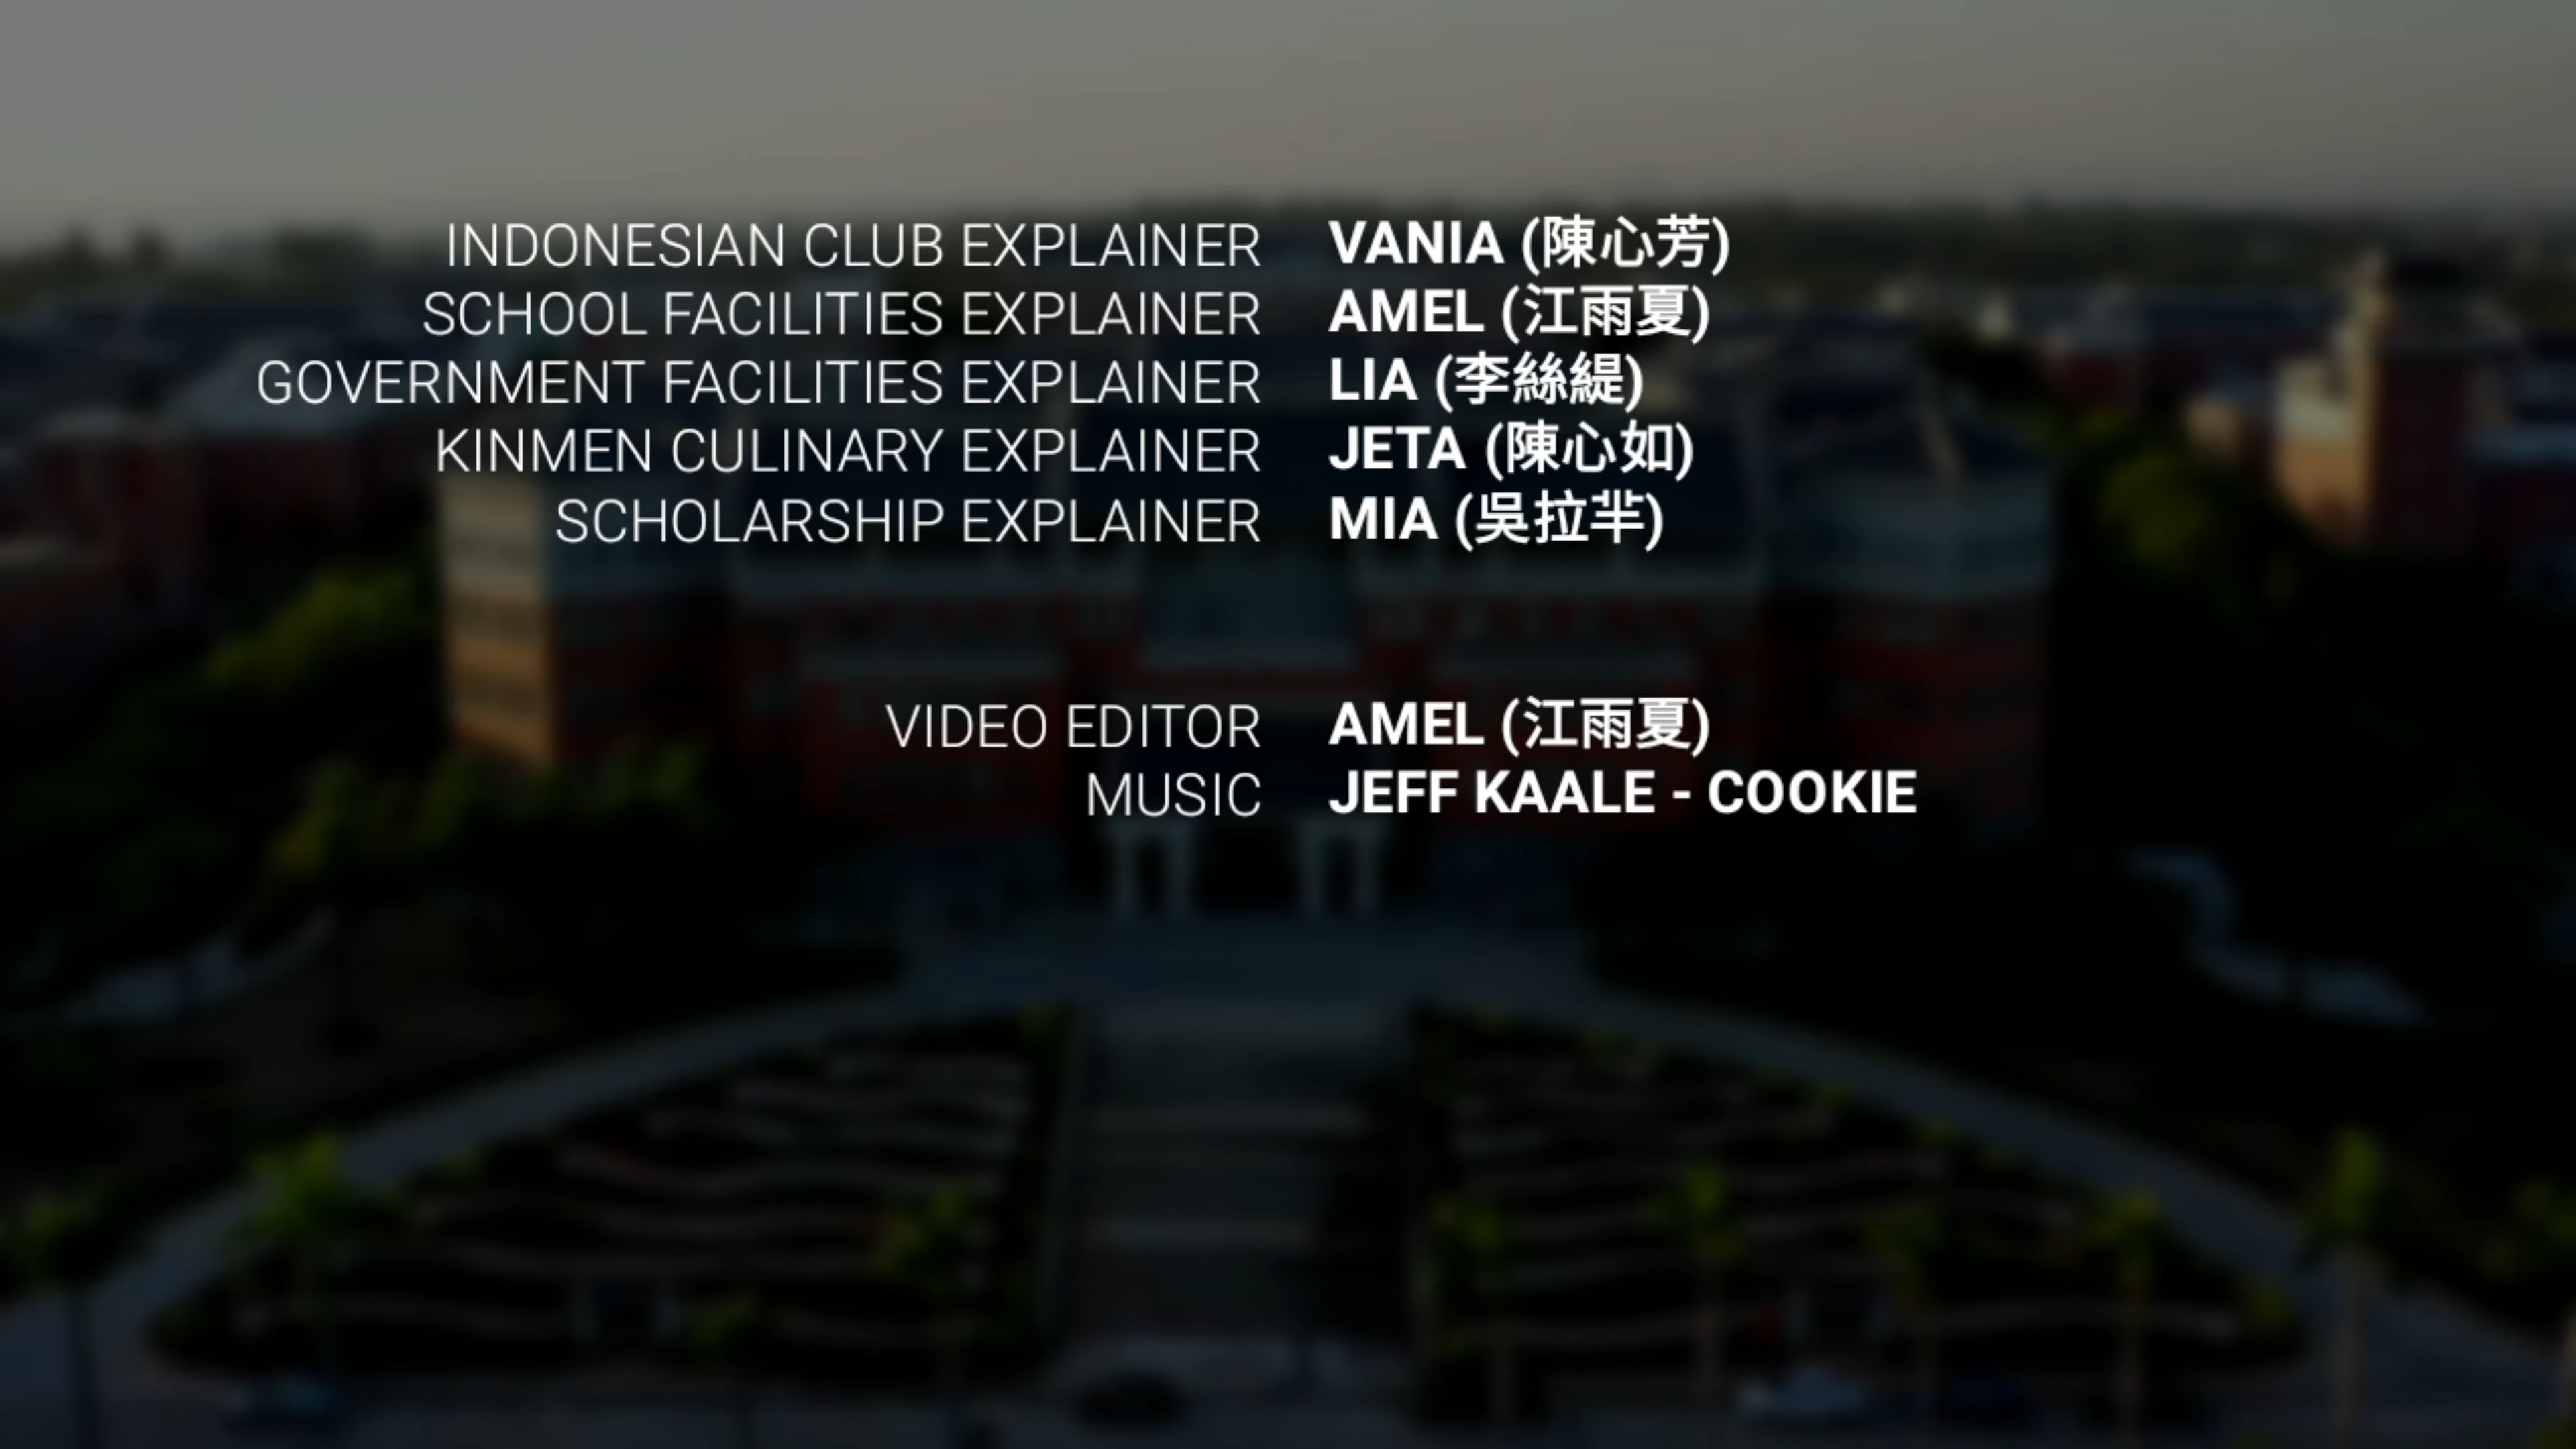 INDONESIAN CLUB EXPLAINER VANIA (陳心芳)
SCHOOL FACILITIES EXPLAINER AMEL (江雨夏)
GOVERNMENT FACILITIES EXPLAINER LIA (李絲緹)
KINMEN CULINARY EXPLAINER JETA (陳心如)
SCHOLARSHIP EXPLAINER MIA (吳拉羋)
VIDEO EDITOR AMEL (江雨夏)
MUSIC JEFF KAALE - COOKIE